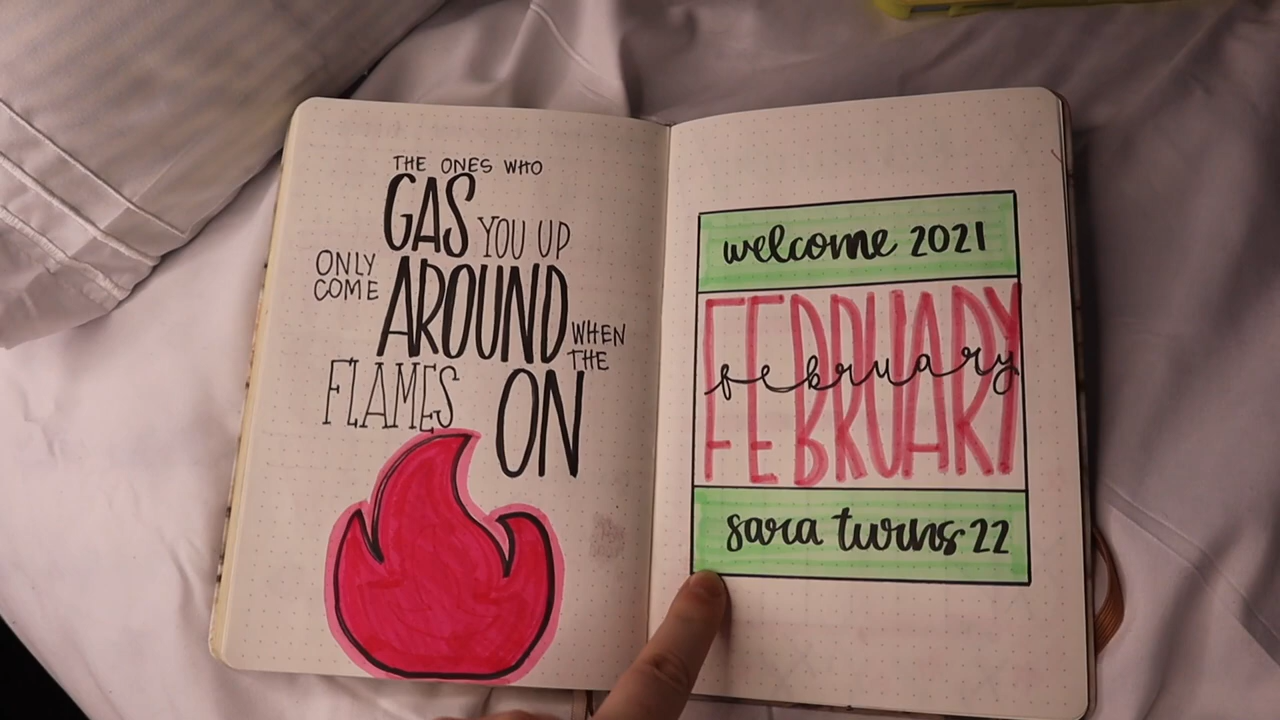 THE ONES WHO
GAS YOU UP
ONLY COME AROUND WHEN THE
FLAMES ON
welcome 2021
FEBRUARY
february
sara turns 22